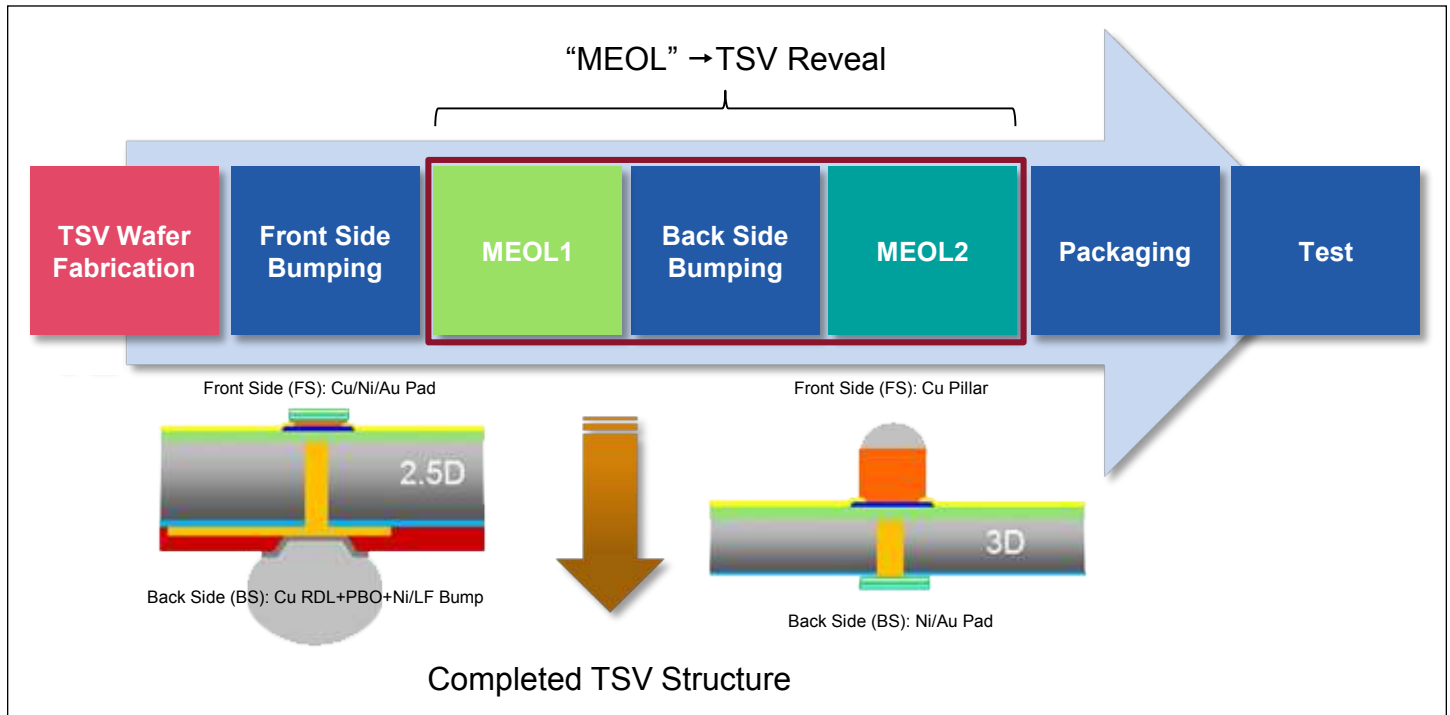 “MEOL” →TSV Reveal
TSV Wafer
Fabrication
Front Side
Bumping
MEOL1
Back Side
Bumping
MEOL2
Packaging
Test
Front Side (FS): Cu/Ni/Au Pad
2.5D
Back Side (BS): Cu RDL+PBO+Ni/LF Bump
Front Side (FS): Cu Pillar
3D
Back Side (BS): Ni/Au Pad
Completed TSV Structure